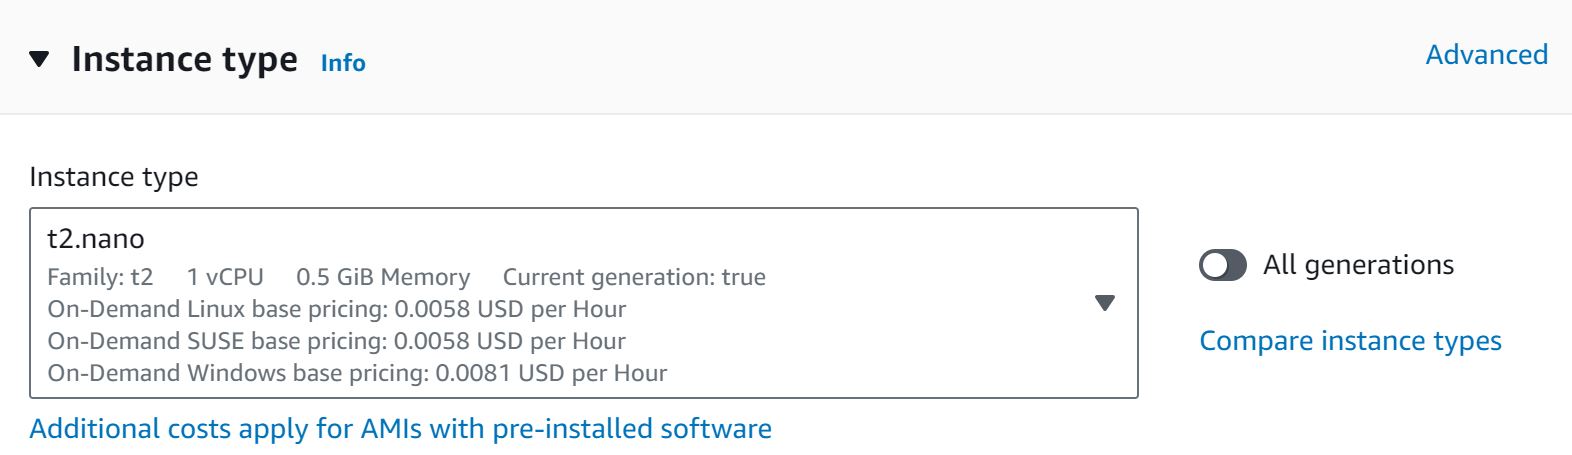 Instance type Info
Advanced
Instance type
t2.nano
Family: t2 1 vCPU 0.5 GiB Memory Current generation: true
On-Demand Linux base pricing: 0.0058 USD per Hour
On-Demand SUSE base pricing: 0.0058 USD per Hour
On-Demand Windows base pricing: 0.0081 USD per Hour
All generations
Compare instance types
Additional costs apply for AMIs with pre-installed software